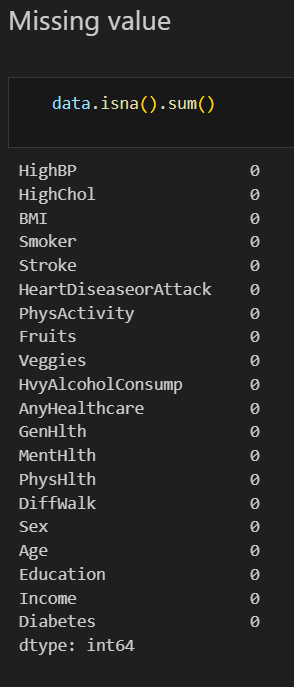 Missing value
data.isna().sum()
HighBP 0
HighChol 0
BMI 0
Smoker 0
Stroke 0
HeartDiseaseorAttack 0
PhysActivity 0
Fruits 0
Veggies 0
HvyAlcoholConsump 0
AnyHealthcare 0
GenHlth 0
MentHlth 0
PhysHlth 0
DiffWalk 0
Sex 0
Age 0
Education 0
Income 0
Diabetes 0
dtype: int64